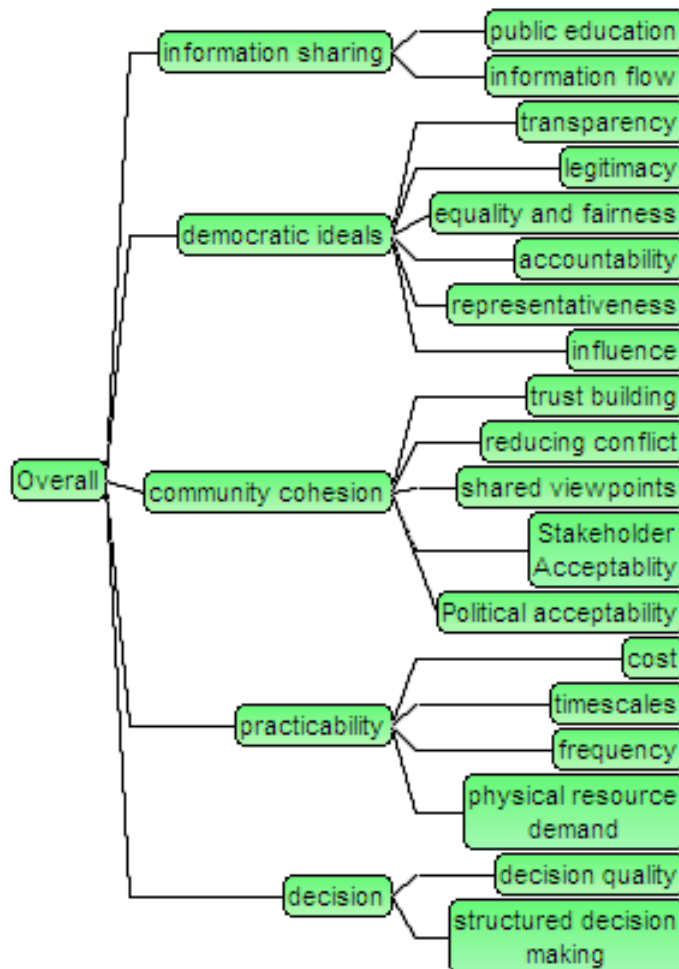 public education
information sharing
information flow
transparency
legitimacy
equality and fairness
democratic ideals
accountability
representativeness
influence
trust building
reducing conflict
Overall
community cohesion
shared viewpoints
Stakeholder
Acceptablity
Political acceptability
cost
timescales
practicability
frequency
physical resource
demand
decision quality
decision
structured decision
making